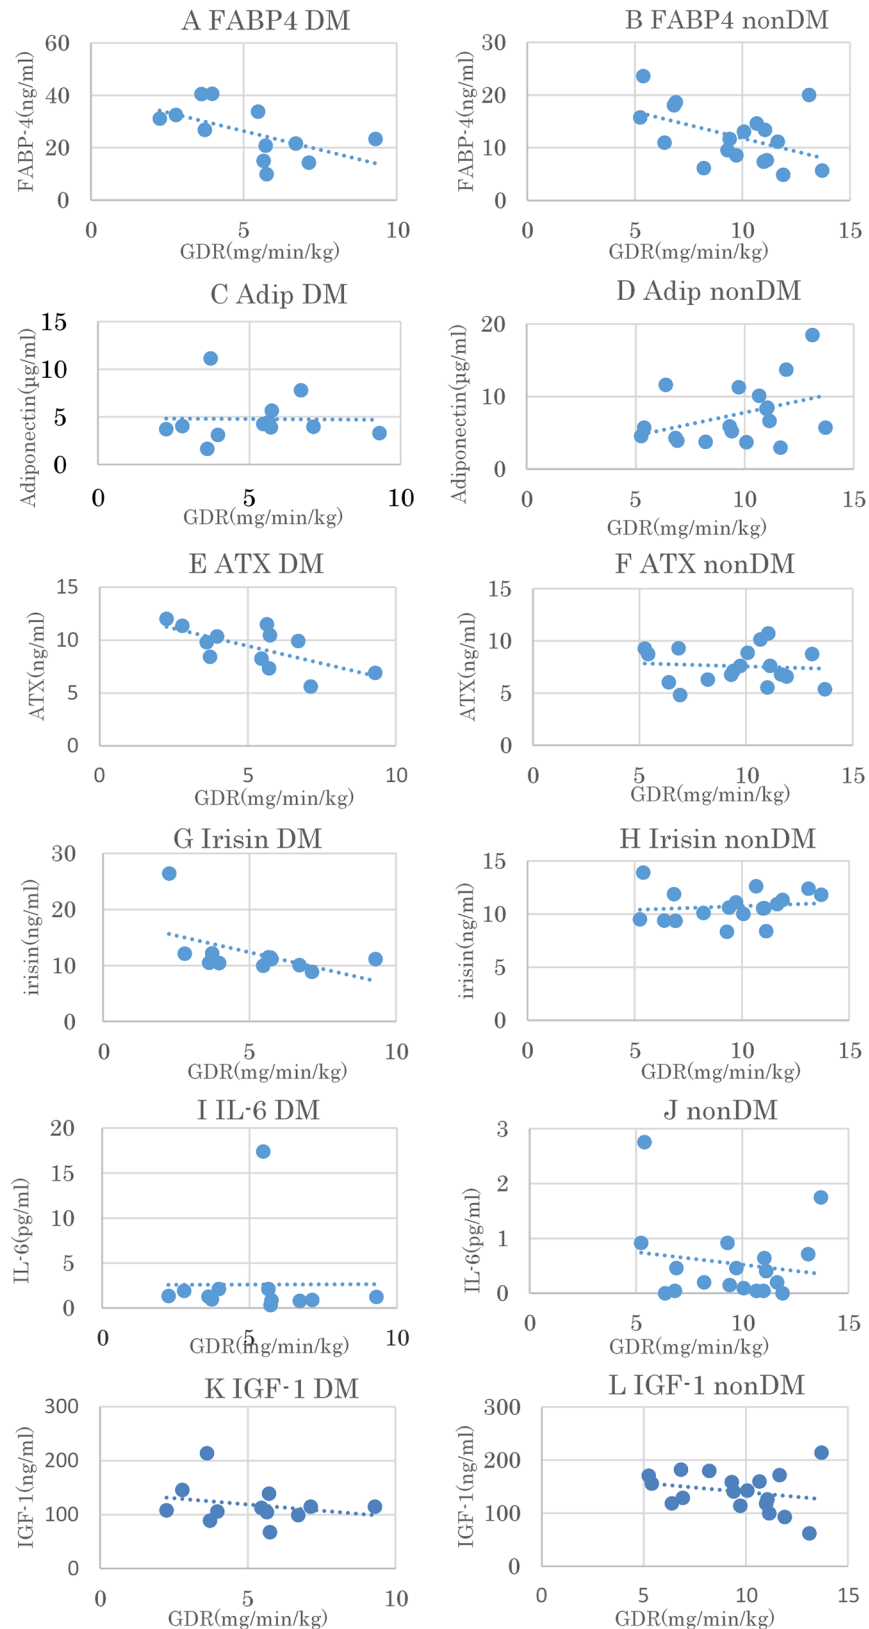 A FABP4 DM
FABP-4(ng/ml)
60
40
20
0
0
5
10
GDR(mg/min/kg)
B FABP4 nonDM
FABP-4(ng/ml)
30
20
10
0
0
5
10
15
GDR(mg/min/kg)
C Adip DM
Adiponectin(µg/ml)
15
10
5
0
0
5
10
GDR(mg/min/kg)
D Adip nonDM
Adiponectin(µg/ml)
20
10
0
0
5
10
15
GDR(mg/min/kg)
E ATX DM
ATX(ng/ml)
15
10
5
0
0
5
10
GDR(mg/min/kg)
F ATX nonDM
ATX(ng/ml)
15
10
5
0
0
5
10
15
GDR(mg/min/kg)
G Irisin DM
irisin(ng/ml)
30
20
10
0
0
5
10
GDR(mg/min/kg)
H Irisin nonDM
irisin(ng/ml)
15
10
5
0
0
5
10
15
GDR(mg/min/kg)
I IL-6 DM
IL-6(pg/ml)
20
15
10
5
0
0
5
10
GDR(mg/min/kg)
J nonDM
IL-6(pg/ml)
3
2
1
0
0
5
10
15
GDR(mg/min/kg)
K IGF-1 DM
IGF-1(ng/ml)
300
200
100
0
0
5
10
GDR(mg/min/kg)
L IGF-1 nonDM
IGF-1(ng/ml)
300
200
100
0
0
5
10
15
GDR(mg/min/kg)